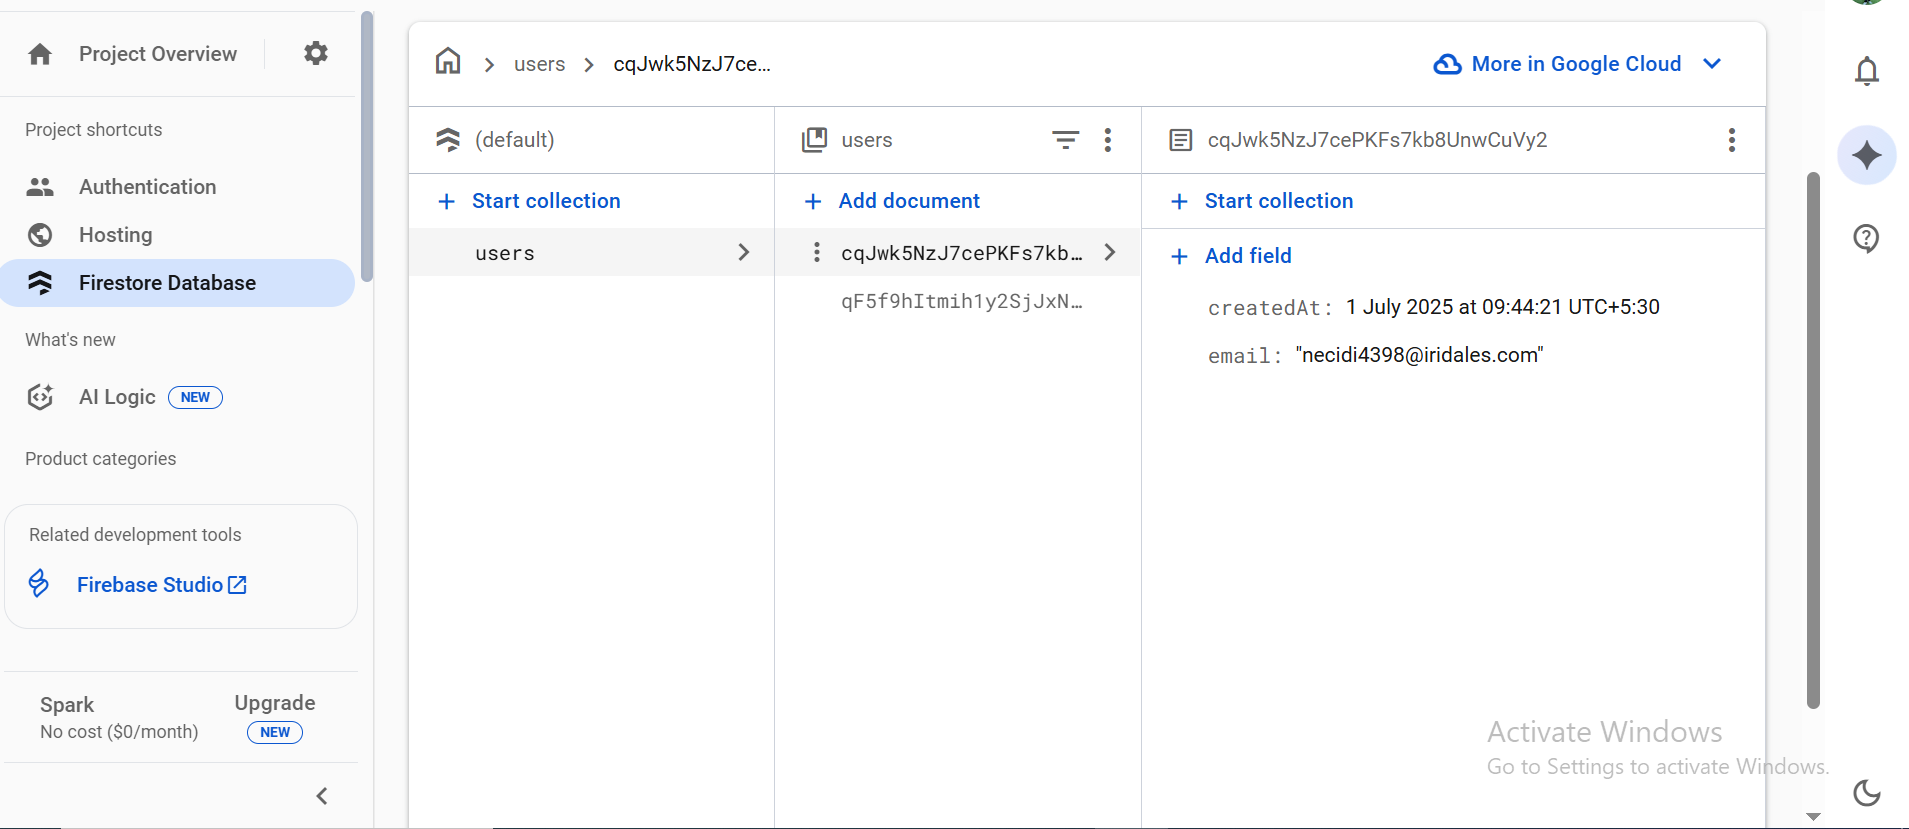 Project Overview
Project shortcuts
Authentication
Hosting
Firestore Database
What's new
AI Logic NEW
Product categories
Related development tools
Firebase Studio
Spark
No cost ($0/month)
Upgrade
NEW
users
cqJwk5NzJ7ce…
More in Google Cloud
(default)
Start collection
users
users
Add document
cqJwk5NzJ7cePKFs7kb…
qF5f9hItmih1y2SjJxN…
cqJwk5NzJ7cePKFs7kb8UnwCuVy2
Start collection
Add field
createdAt: 1 July 2025 at 09:44:21 UTC+5:30
email: "necidi4398@iridales.com"
Activate Windows
Go to Settings to activate Windows.